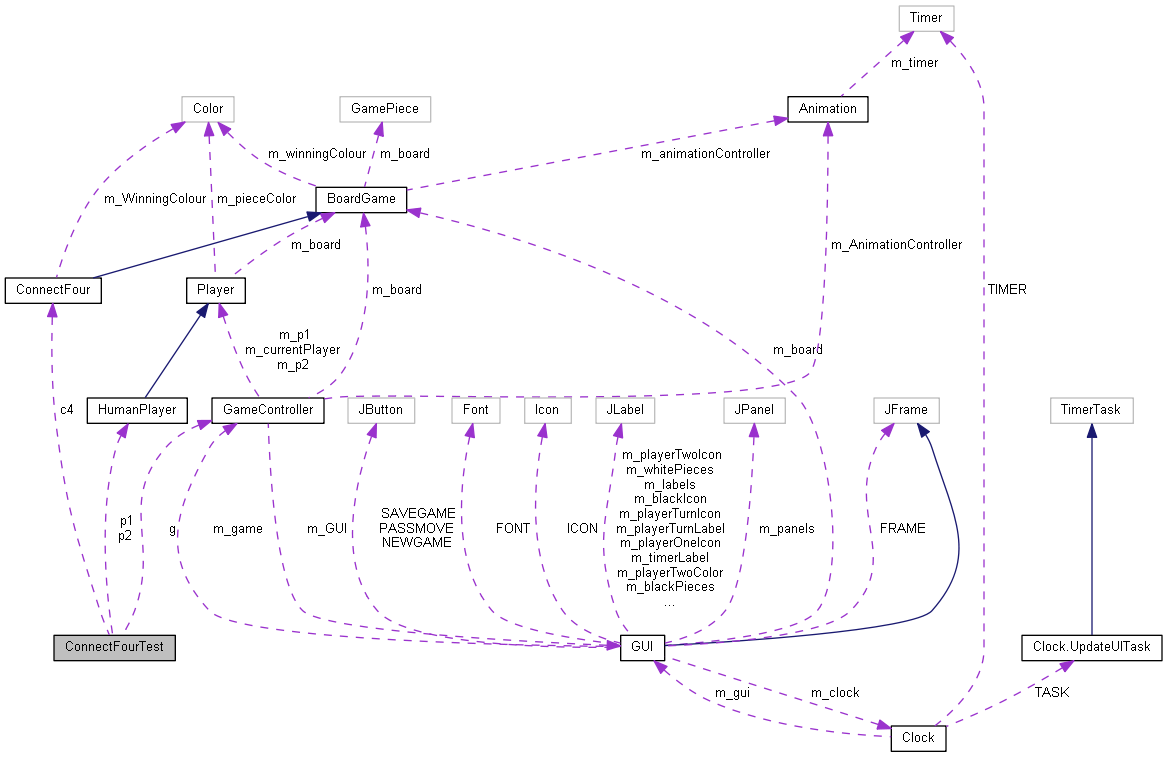 Timer
m_timer
Color
GamePiece
Animation
m_winningColour
m_board
m_animationController
m_WinningColour
m_pieceColor
BoardGame
m_board
m_AnimationController
ConnectFour
Player
m_board
TIMER
m_p1
m_currentPlayer
m_p2
m_board
c4
HumanPlayer
GameController
JButton
Font
Icon
JLabel
JPanel
JFrame
TimerTask
p1
p2
g
m_game
m_GUI
SAVEGAME
PASSMOVE
NEWGAME
FONT
ICON
m_playerTwoIcon
m_whitePieces
m_labels
m_blackIcon
m_playerTurnIcon
m_playerTurnLabel
m_playerOneIcon
m_timerLabel
m_playerTwoColor
m_blackPieces
...
m_panels
FRAME
ConnectFourTest
GUI
Clock.UpdateUITask
m_gui
m_clock
TASK
Clock